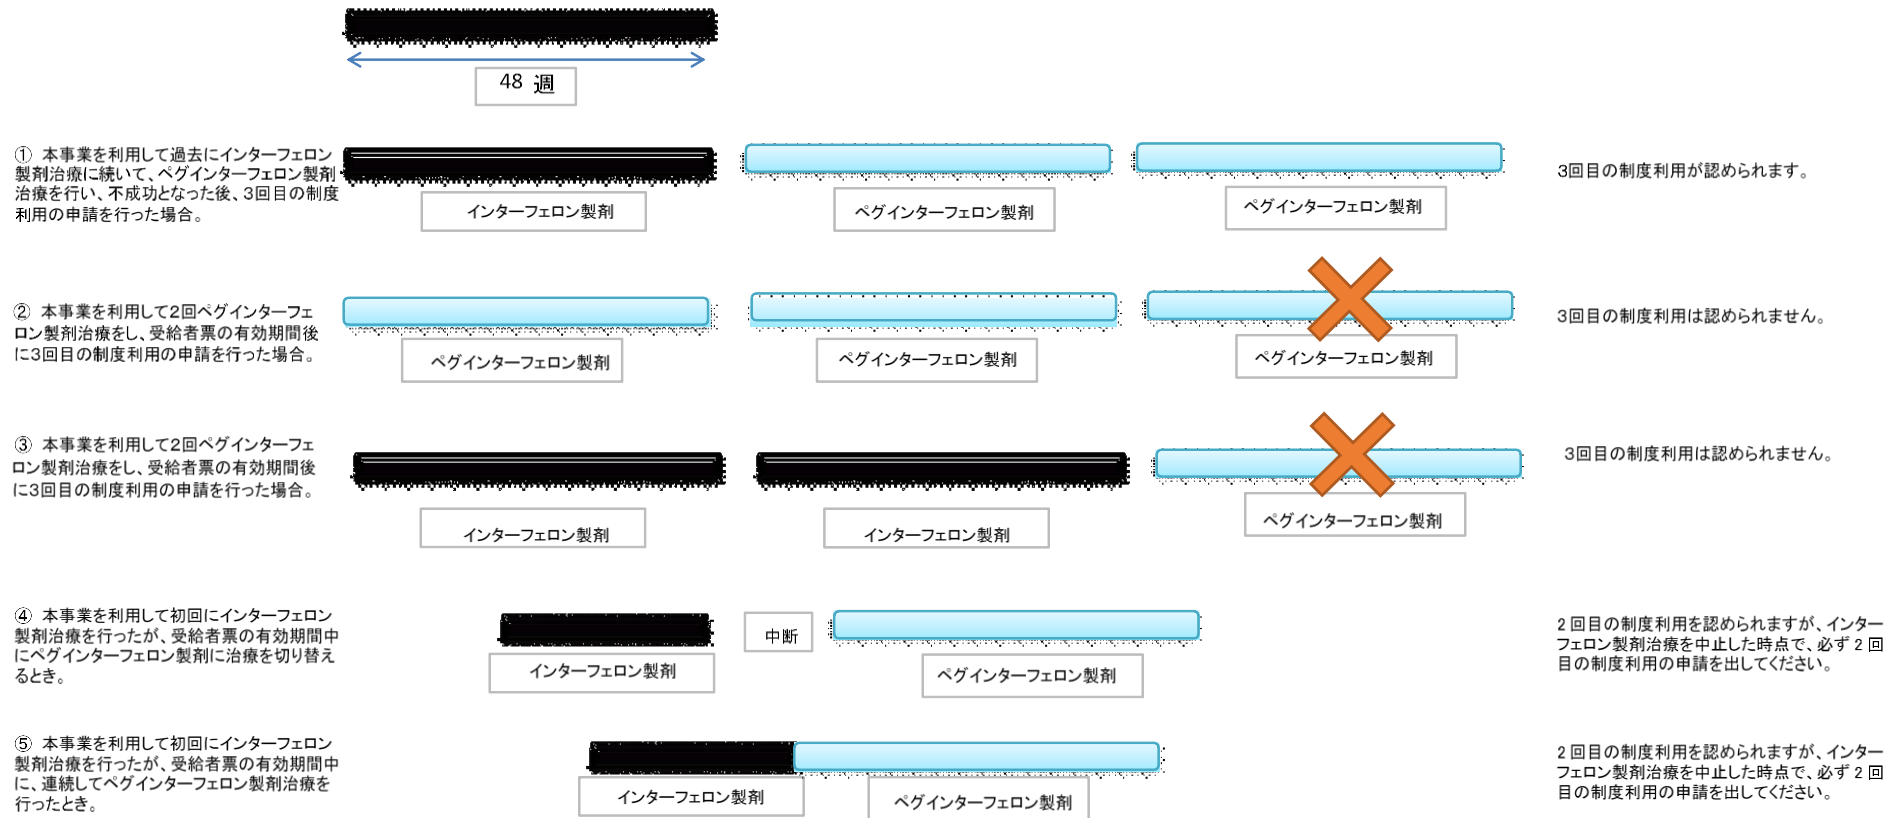 48 週
① 本事業を利用して過去にインターフェロン
製剤治療に続いて、ペグインターフェロン製剤
治療を行い、不成功となった後、3回目の制度
利用の申請を行った場合。
インターフェロン製剤
ペグインターフェロン製剤
ペグインターフェロン製剤
3回目の制度利用が認められます。
② 本事業を利用して2回ペグインターフェ
ロン製剤治療をし、受給者票の有効期間後
に3回目の制度利用の申請を行った場合。
ペグインターフェロン製剤
ペグインターフェロン製剤
ペグインターフェロン製剤
3回目の制度利用は認められません。
③ 本事業を利用して2回ペグインターフェ
ロン製剤治療をし、受給者票の有効期間後
に3回目の制度利用の申請を行った場合。
インターフェロン製剤
インターフェロン製剤
ペグインターフェロン製剤
3回目の制度利用は認められません。
④ 本事業を利用して初回にインターフェロン
製剤治療を行ったが、受給者票の有効期間中
にペグインターフェロン製剤に治療を切り替え
るとき。
インターフェロン製剤
中断
ペグインターフェロン製剤
2回目の制度利用を認められますが、インター
フェロン製剤治療を中止した時点で、必ず2回
目の制度利用の申請を出してください。
⑤ 本事業を利用して初回にインターフェロン
製剤治療を行ったが、受給者票の有効期間中
に、連続してペグインターフェロン製剤治療を
行ったとき。
インターフェロン製剤
ペグインターフェロン製剤
2回目の制度利用を認められますが、インター
フェロン製剤治療を中止した時点で、必ず2回
目の制度利用の申請を出してください。